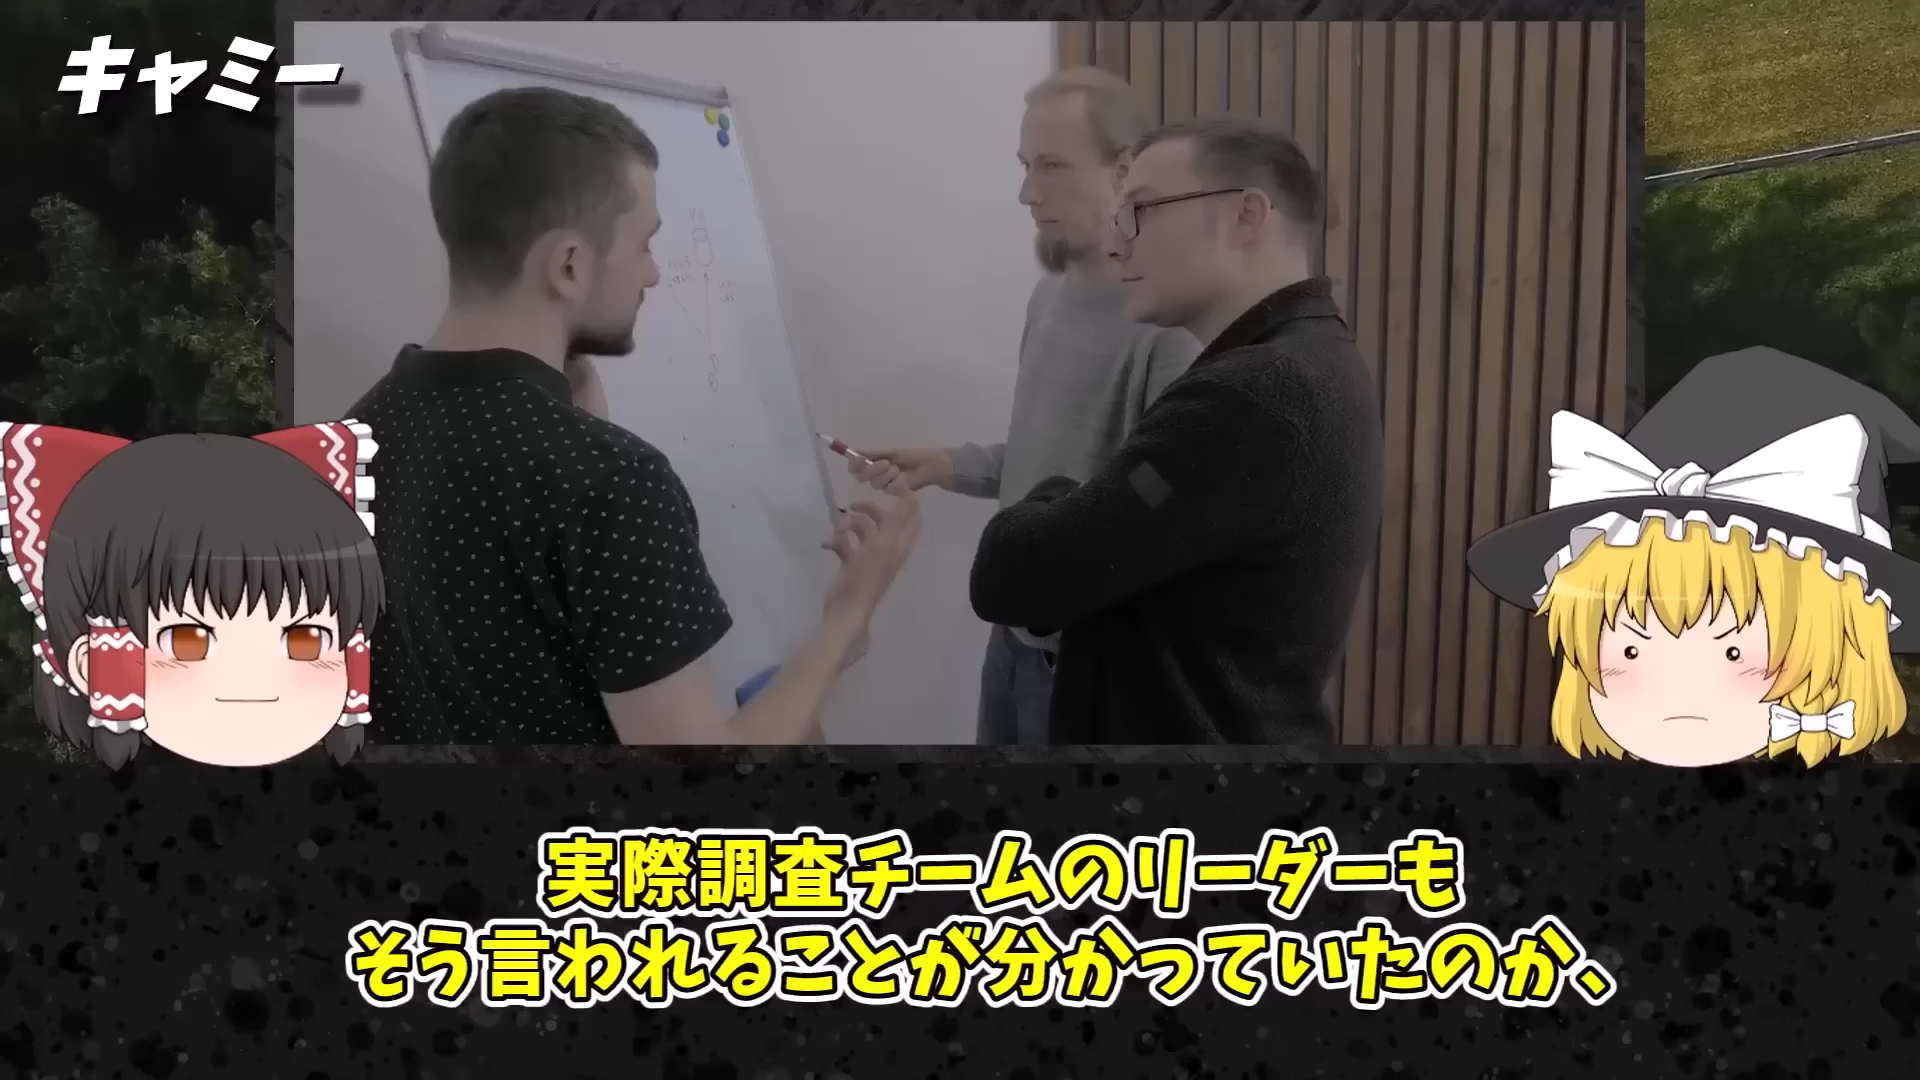 キャミー
実際調査チームのリーダーも
そう言われることが分かっていたのか、